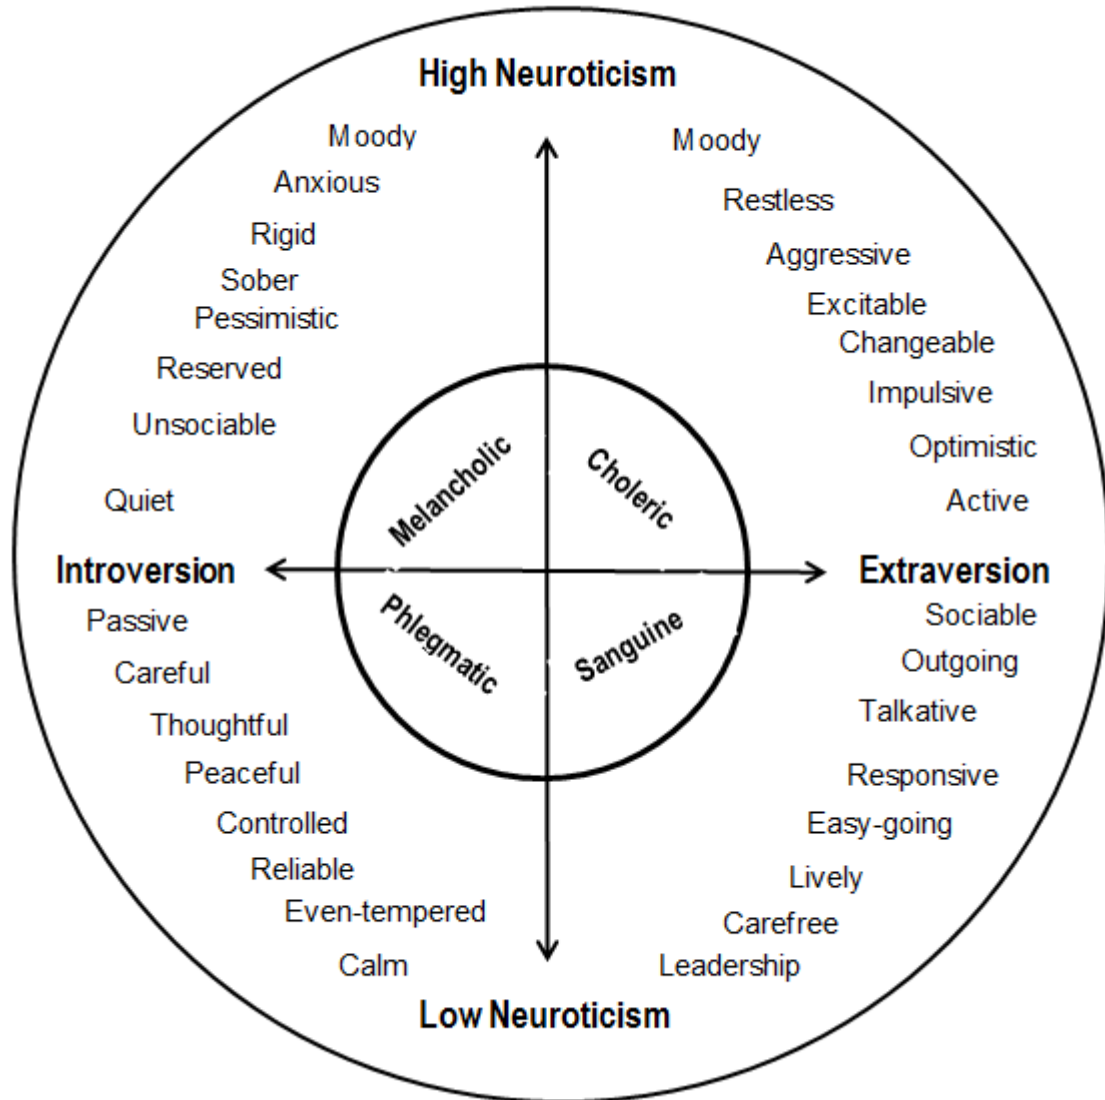 High Neuroticism
Moody
Anxious
Rigid
Sober
Pessimistic
Reserved
Unsociable
Quiet
Moody
Restless
Aggressive
Excitable
Changeable
Impulsive
Optimistic
Active
Melancholic
Choleric
Introversion
Extraversion
Phlegmatic
Sanguine
Passive
Careful
Thoughtful
Peaceful
Controlled
Reliable
Even-tempered
Calm
Sociable
Outgoing
Talkative
Responsive
Easy-going
Lively
Carefree
Leadership
Low Neuroticism